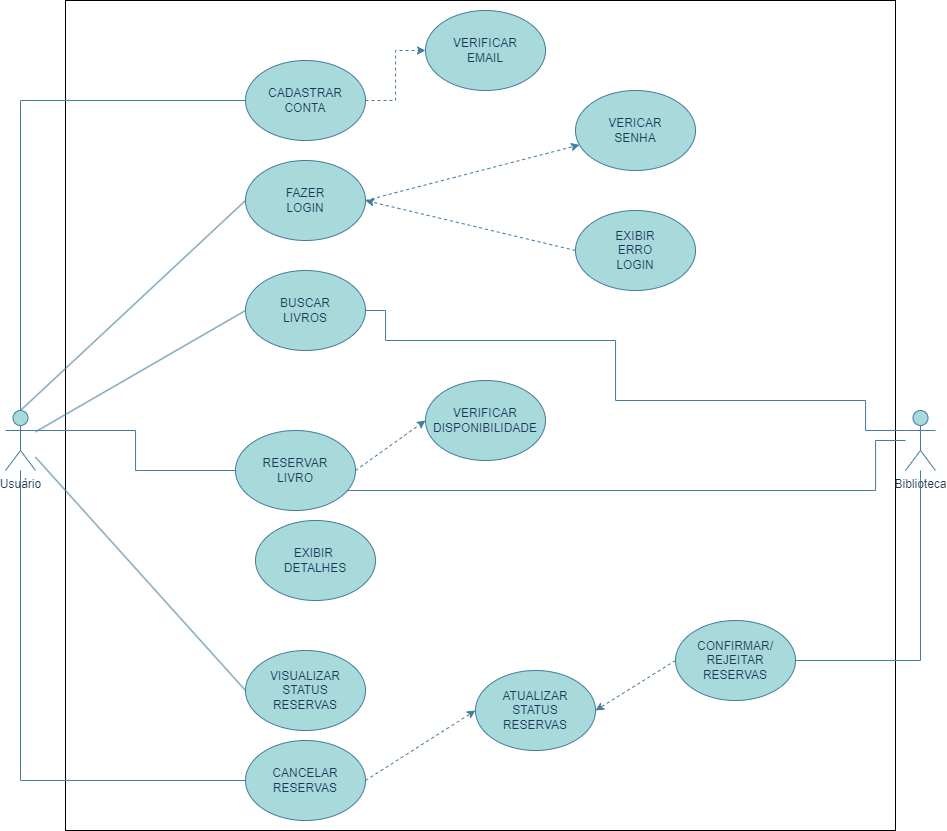 VERIFICAR
EMAIL
CADASTRAR
CONTA
VERICAR
SENHA
FAZER
LOGIN
EXIBIR
ERRO
LOGIN
BUSCAR
LIVROS
VERIFICAR
DISPONIBILIDADE
RESERVAR
LIVRO
Usuário
Biblioteca
EXIBIR
DETALHES
CONFIRMAR/
REJEITAR
RESERVAS
VISUALIZAR
STATUS
RESERVAS
ATUALIZAR
STATUS
RESERVAS
CANCELAR
RESERVAS